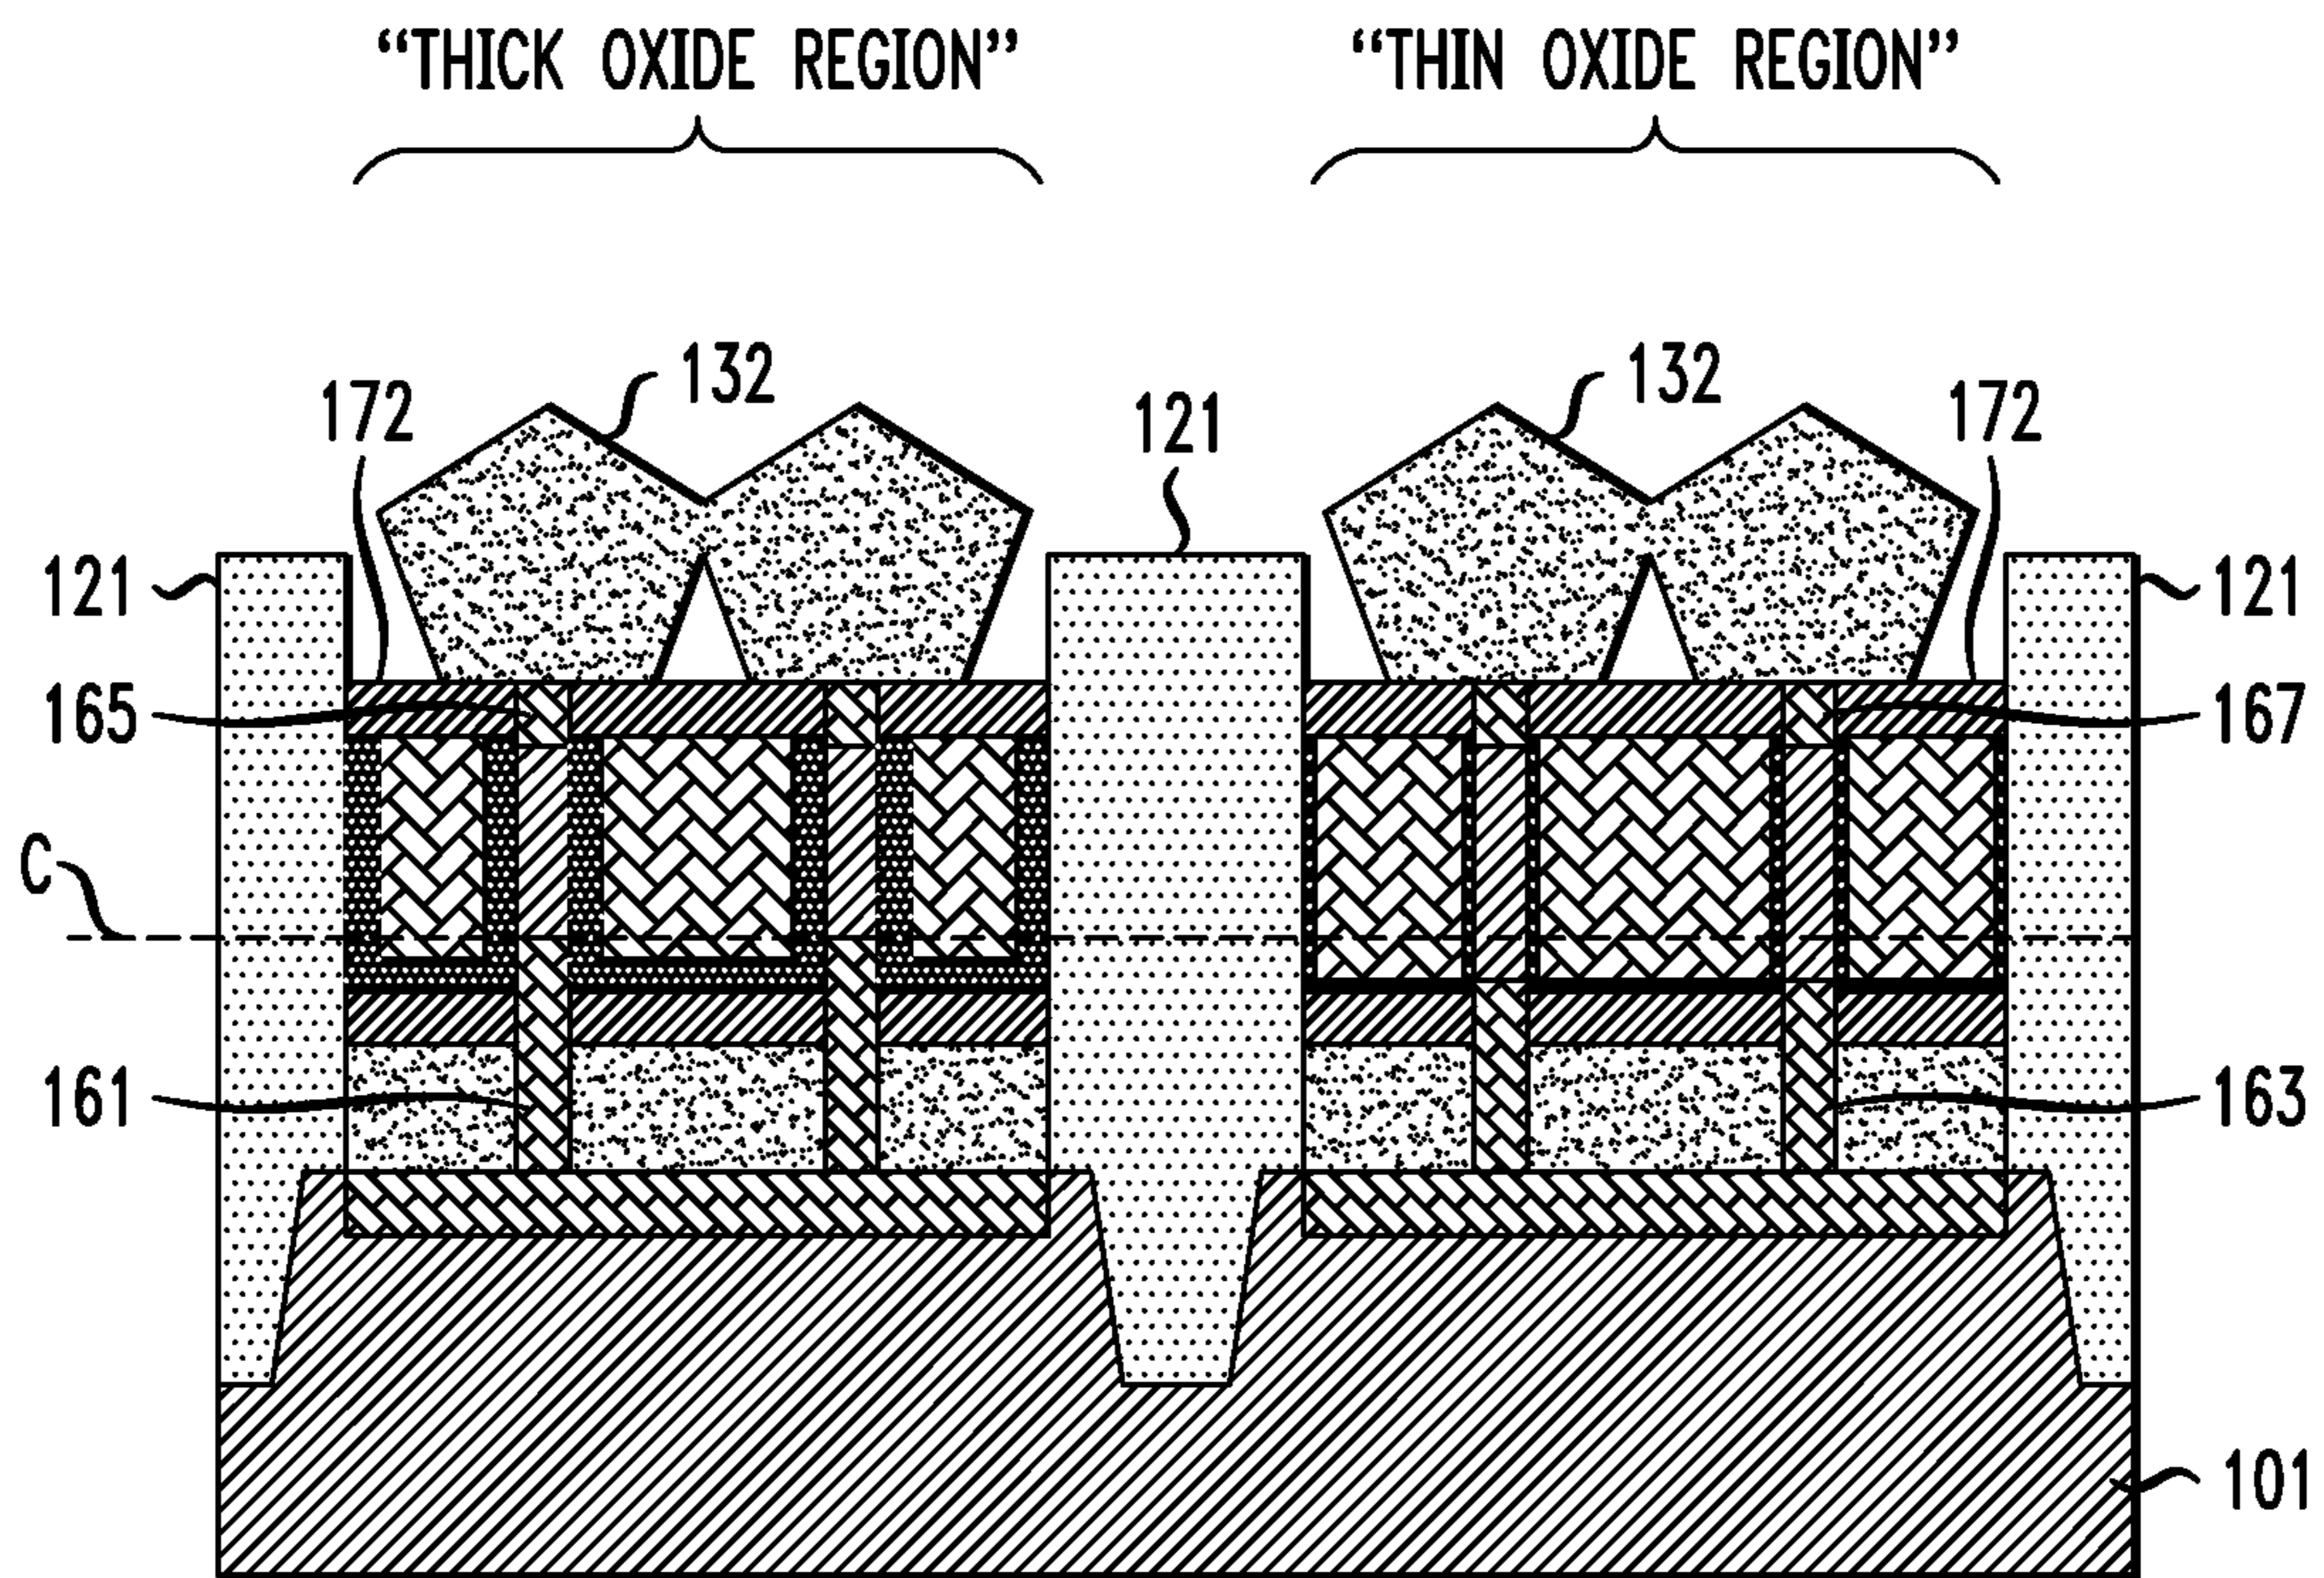 “THICK OXIDE REGION” “THIN OXIDE REGION”
132 132
172 121 172
121 121
165 167
C
161 163
101